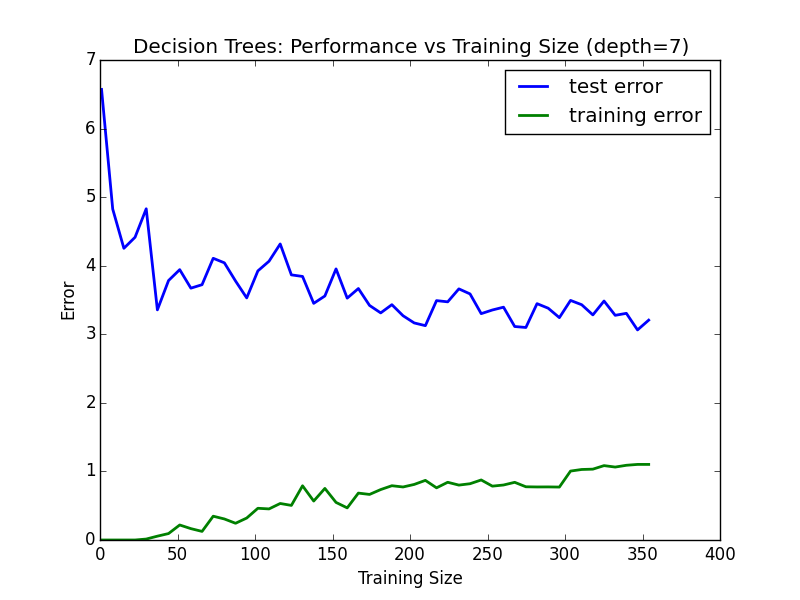 Decision Trees: Performance vs Training Size (depth=7)
7
6
5
4
3
2
1
0
Error
test error
training error
0 50 100 150 200 250 300 350 400
Training Size